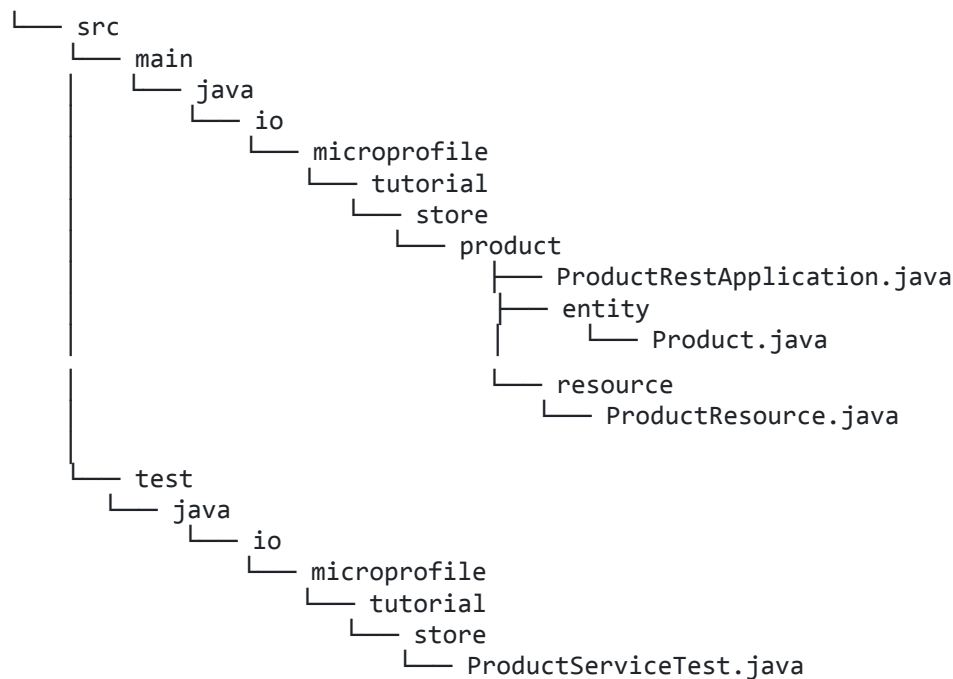 src
main
java
io
microprofile
tutorial
store
product
ProductRestApplication.java
entity
Product.java
resource
ProductResource.java
test
java
io
microprofile
tutorial
store
ProductServiceTest.java